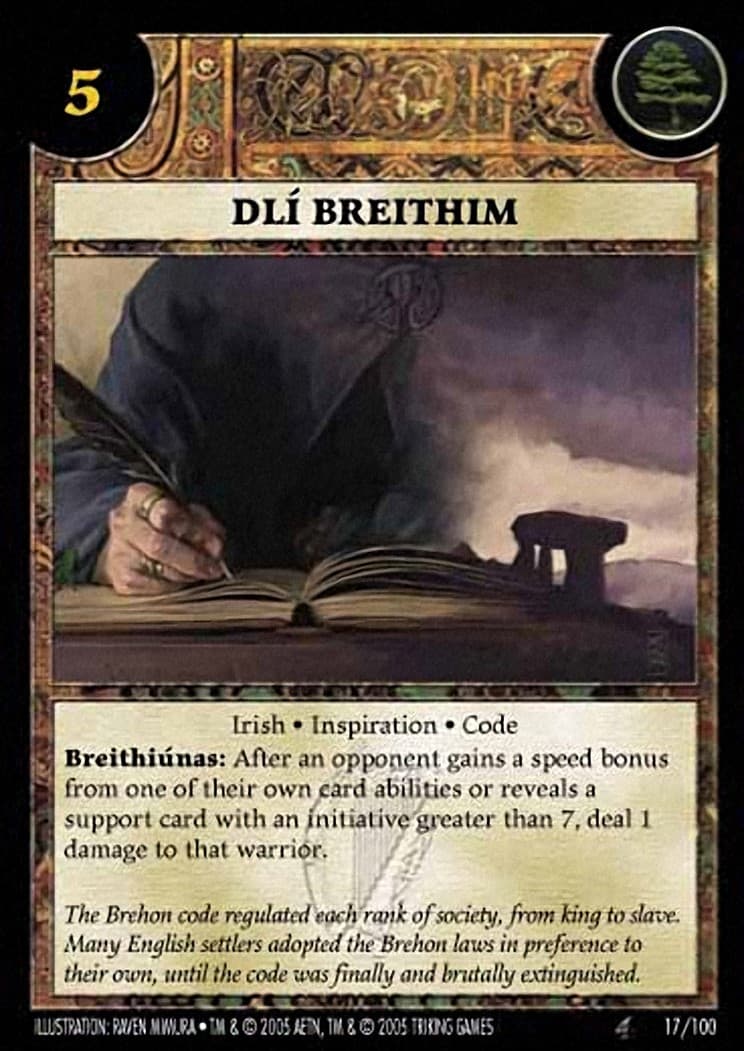 5
DLÍ BREITHIM
Irish • Inspiration • Code
Breithiúnas: After an opponent gains a speed bonus
from one of their own card abilities or reveals a
support card with an initiative greater than 7, deal 1
damage to that warrior.
The Brehon code regulated each rank of society, from king to slave.
Many English settlers adopted the Brehon laws in preference to
their own, until the code was finally and brutally extinguished.
ILLUSTRATION: RAVEN MIMURA • TM & © 2005 AETN, TM & © 2005 TRIKING GAMES
4 17/100